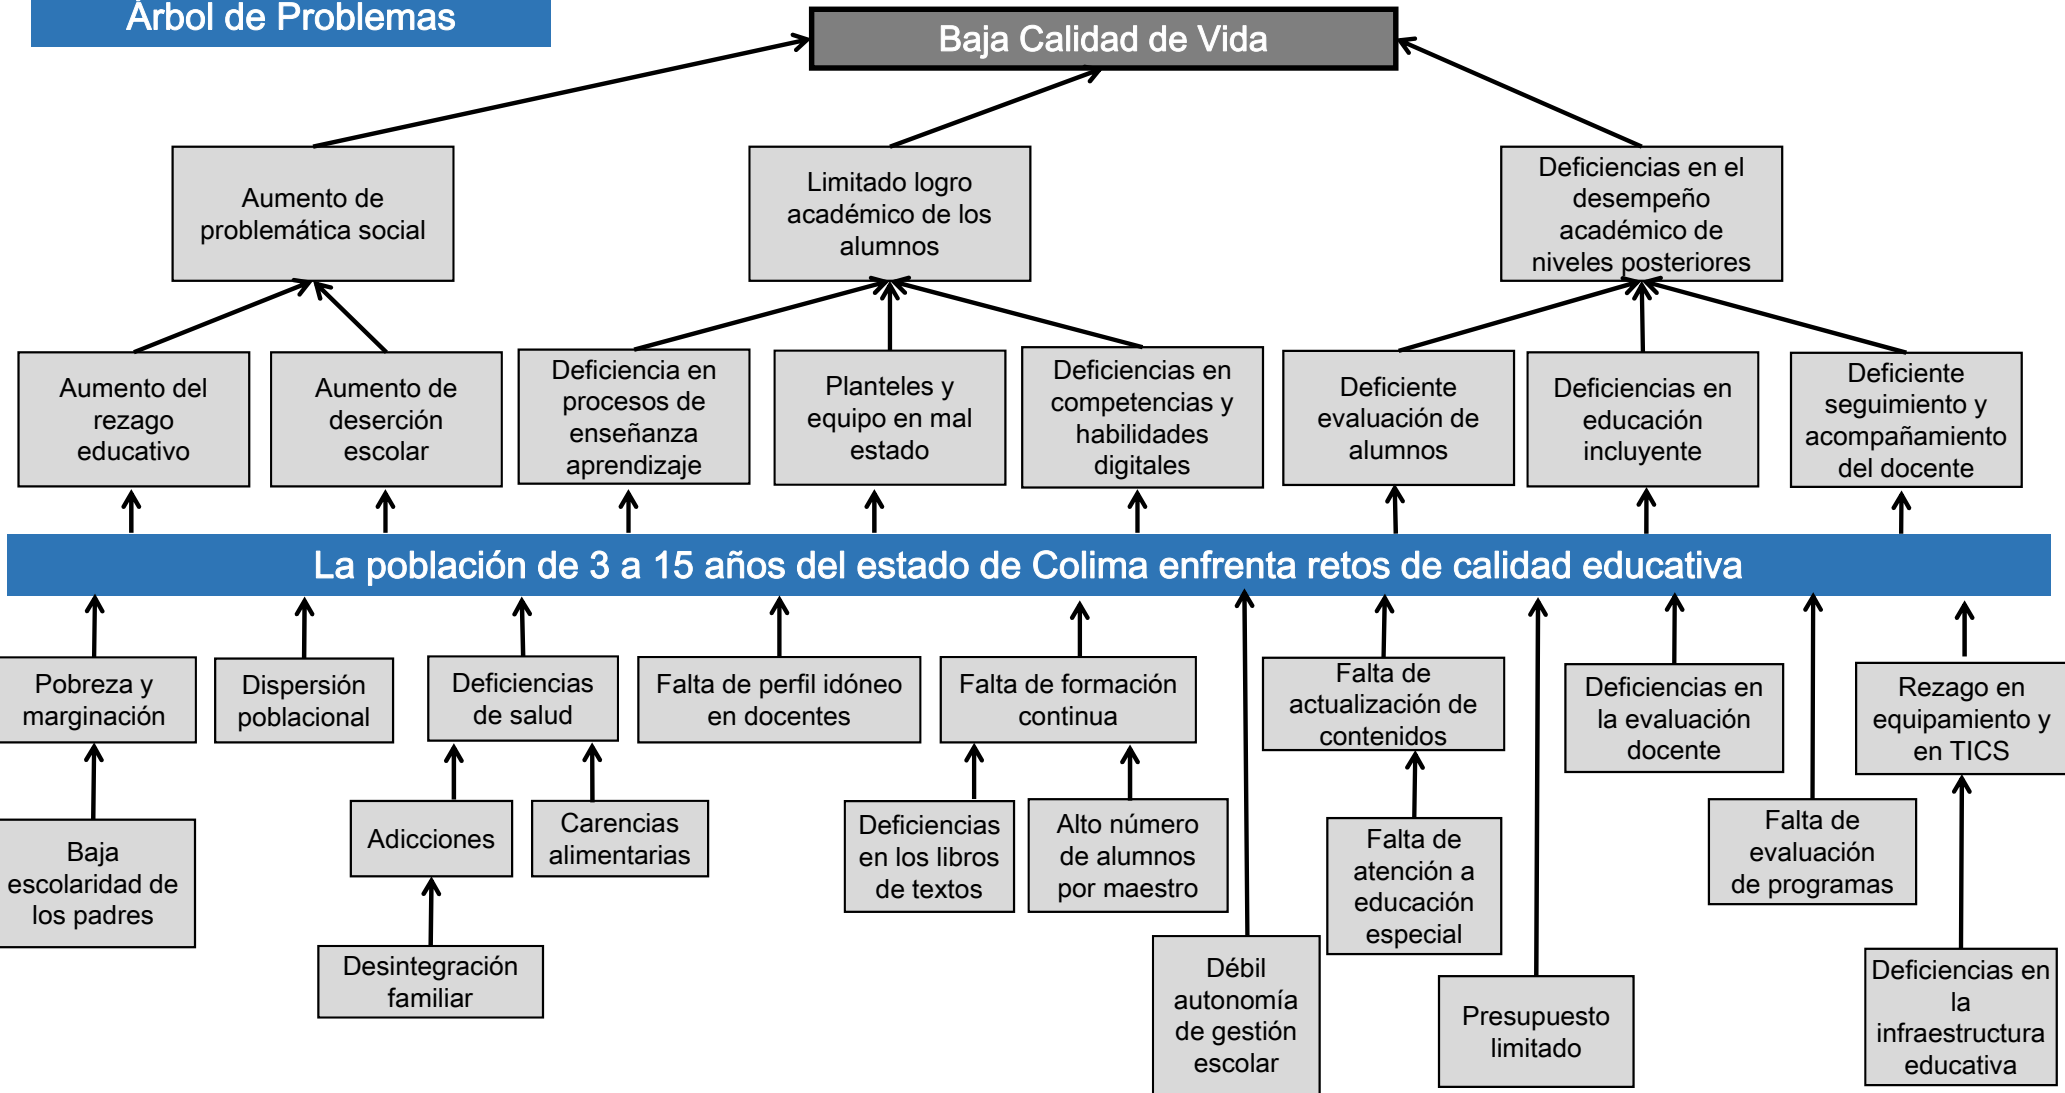 Árbol de Problemas
Baja Calidad de Vida
Aumento de
problemática social
Limitado logro
académico de los
alumnos
Deficiencias en el
desempeño
académico de
niveles posteriores
Aumento del
rezago
educativo
Aumento de
deserción
escolar
Deficiencia en
procesos de
enseñanza
aprendizaje
Planteles y
equipo en mal
estado
Deficiencias en
competencias y
habilidades
digitales
Deficiente
evaluación de
alumnos
Deficiencias en
educación
incluyente
Deficiente
seguimiento y
acompañamiento
del docente
La población de 3 a 15 años del estado de Colima enfrenta retos de calidad educativa
Pobreza y
marginación
Dispersión
poblacional
Deficiencias
de salud
Falta de perfil idóneo
en docentes
Falta de formación
continua
Falta de
actualización de
contenidos
Deficiencias en
la evaluación
docente
Rezago en
equipamiento y
en TICS
Baja
escolaridad de
los padres
Adicciones
Carencias
alimentarias
Deficiencias
en los libros
de textos
Alto número
de alumnos
por maestro
Falta de
atención a
educación
especial
Falta de
evaluación
de programas
Desintegración
familiar
Débil
autonomía
de gestión
escolar
Presupuesto
limitado
Deficiencias en
la
infraestructura
educativa